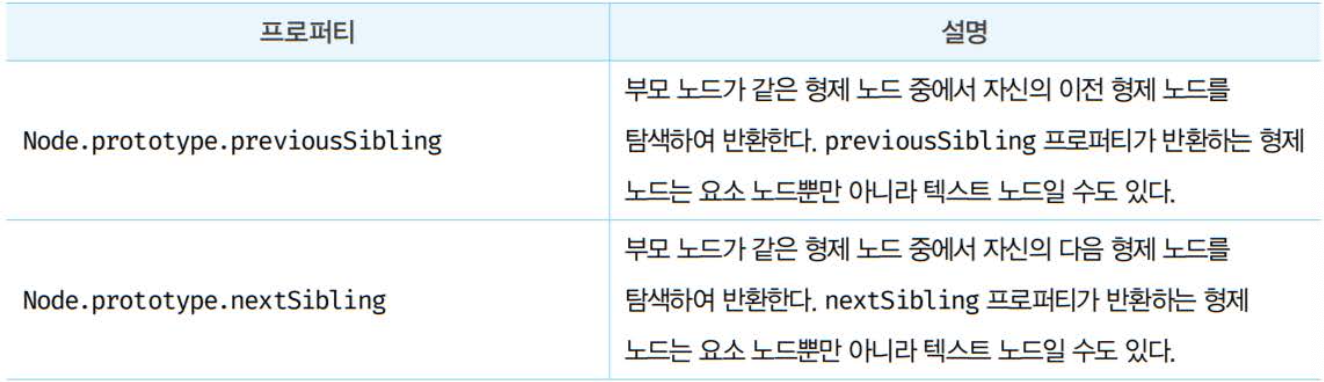 프로퍼티 설명
Node.prototype.previousSibling
부모 노드가 같은 형제 노드 중에서 자신의 이전 형제 노드를
탐색하여 반환한다. previousSibling 프로퍼티가 반환하는 형제
노드는 요소 노드뿐만 아니라 텍스트 노드일 수도 있다.
Node.prototype.nextSibling
부모 노드가 같은 형제 노드 중에서 자신의 다음 형제 노드를
탐색하여 반환한다. nextSibling 프로퍼티가 반환하는 형제
노드는 요소 노드뿐만 아니라 텍스트 노드일 수도 있다.